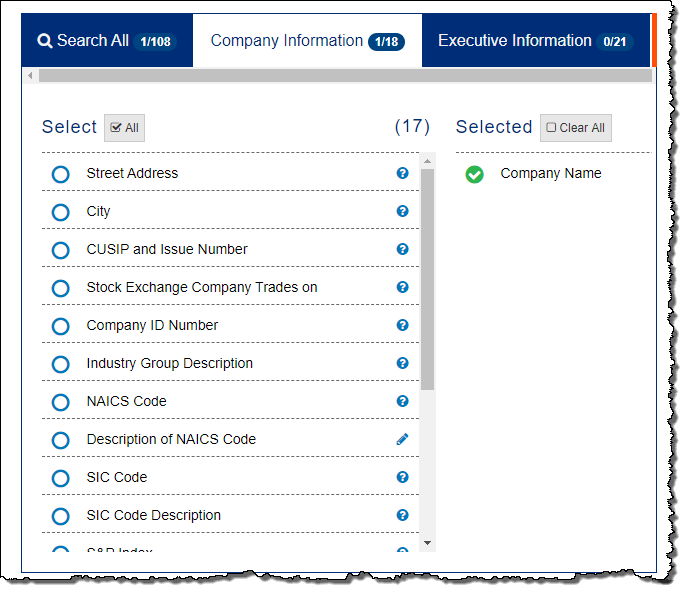 Search All 1/108 Company Information 1/18 Executive Information 0/21
Select All (17) Selected Clear All
Street Address Company Name
City
CUSIP and Issue Number
Stock Exchange Company Trades on
Company ID Number
Industry Group Description
NAICS Code
Description of NAICS Code
SIC Code
SIC Code Description
S&P Index